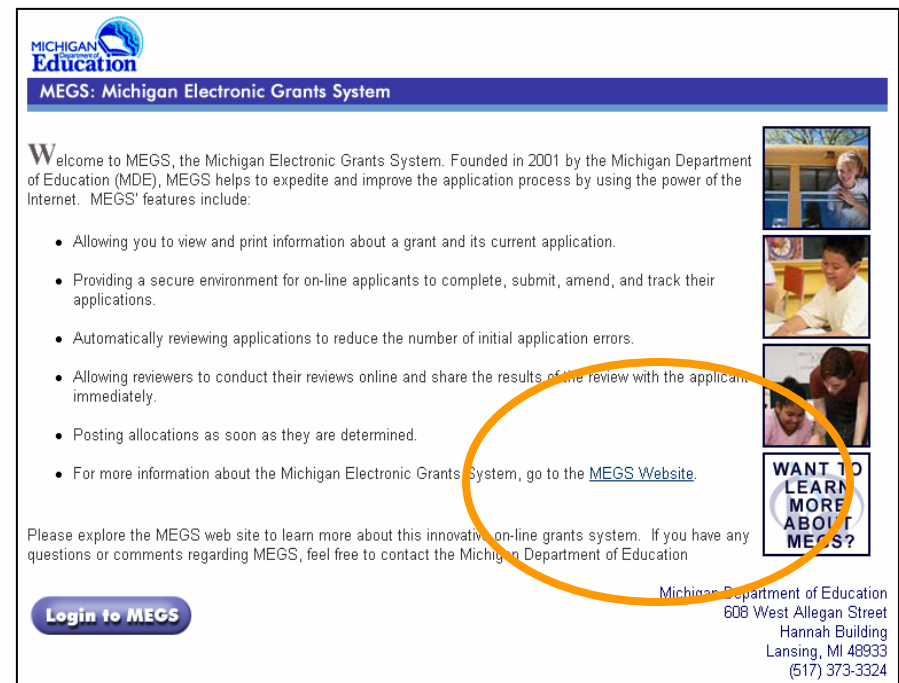 MICHIGAN
Department of
Education
MEGS: Michigan Electronic Grants System
Welcome to MEGS, the Michigan Electronic Grants System. Founded in 2001 by the Michigan Department
of Education (MDE), MEGS helps to expedite and improve the application process by using the power of the
Internet. MEGS' features include:
• Allowing you to view and print information about a grant and its current application.
• Providing a secure environment for on-line applicants to complete, submit, amend, and track their
applications.
• Automatically reviewing applications to reduce the number of initial application errors.
• Allowing reviewers to conduct their reviews online and share the results of the review with the applicant
immediately.
• Posting allocations as soon as they are determined.
• For more information about the Michigan Electronic Grants System, go to the MEGS Website.
WANT TO
LEARN
MORE
ABOUT
MEGS?
Please explore the MEGS web site to learn more about this innovative on-line grants system. If you have any
questions or comments regarding MEGS, feel free to contact the Michigan Department of Education
Login to MEGS
Michigan Department of Education
608 West Allegan Street
Hannah Building
Lansing, MI 48933
(517) 373-3324